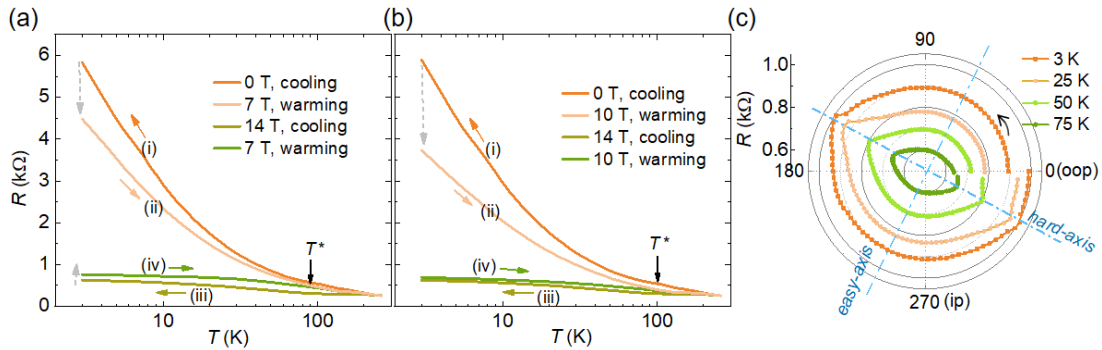 (a)
R (kΩ)
6
5
4
3
2
1
0
0 T, cooling
7 T, warming
14 T, cooling
7 T, warming
(i)
(ii)
(iv)
(iii)
T*
10
100
T (K)
(b)
0 T, cooling
10 T, warming
14 T, cooling
10 T, warming
(i)
(ii)
(iv)
(iii)
T*
10
100
T (K)
(c)
90
3 K
25 K
50 K
75 K
R (kΩ)
1.0
0.8
0.6
180
0(oop)
hard-axis
easy-axis
270 (ip)